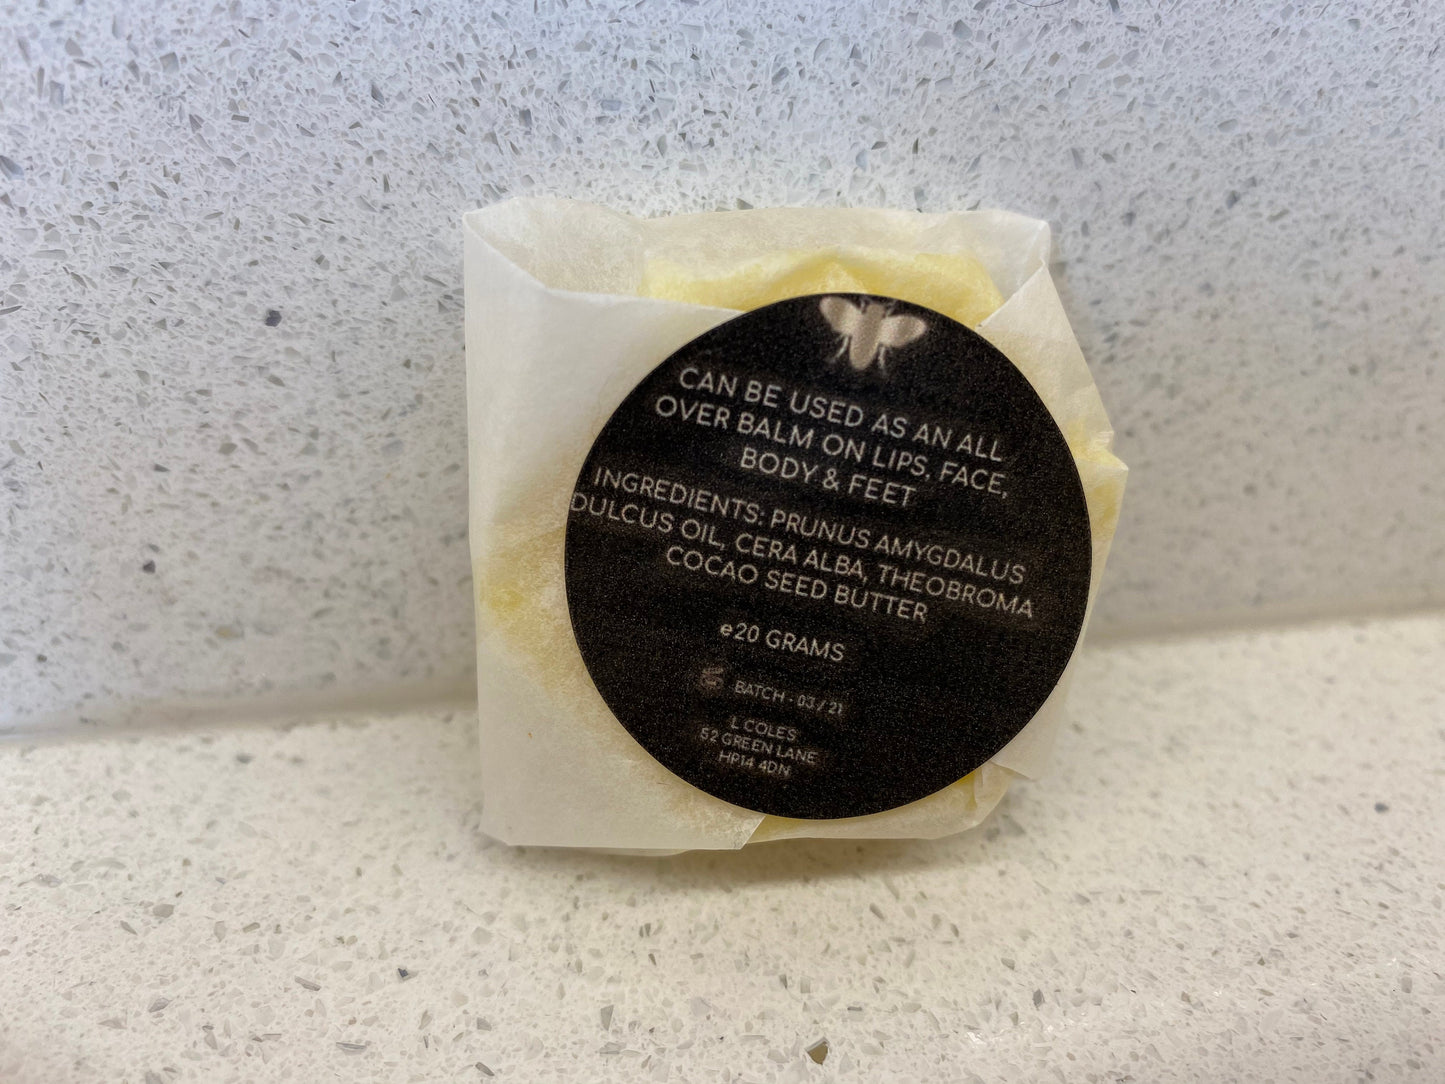 CAN BE USED AS AN ALL
OVER BALM ON LIPS, FACE,
BODY & FEET
INGREDIENTS: PRUNUS AMYGDALUS
DULCUS OIL, CERA ALBA, THEOBROMA
COCAO SEED BUTTER
e20 GRAMS
BATCH - 03 / 21
L COLES
52 GREEN LANE
HP14 4DN